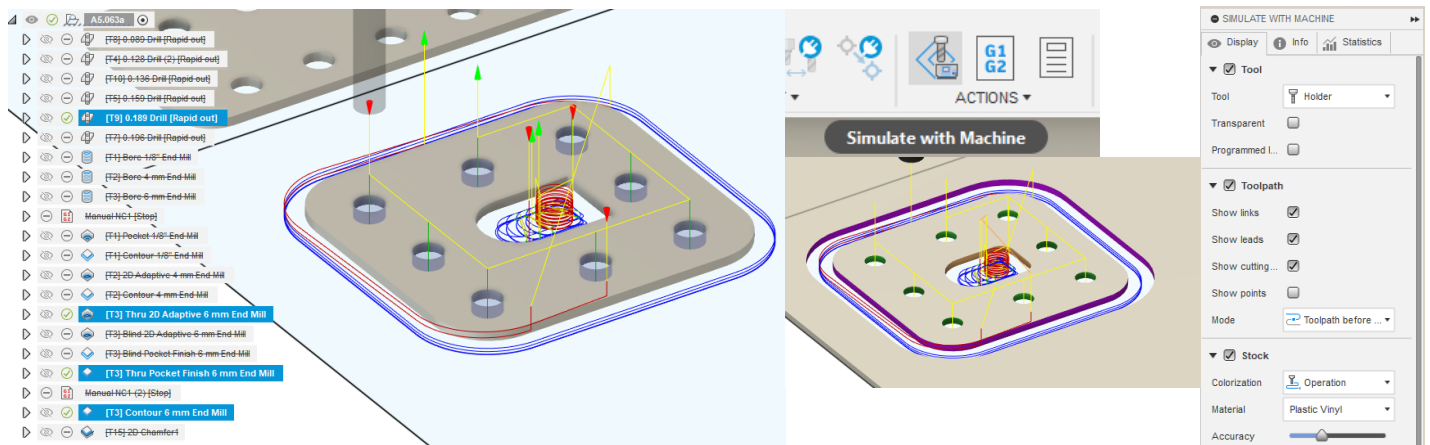 A5.063a
[T8] 0.089 Drill [Rapid out]
[T4] 0.128 Drill (2) [Rapid out]
[T10] 0.136 Drill [Rapid out]
[T5] 0.159 Drill [Rapid out]
[T9] 0.189 Drill [Rapid out]
[T7] 0.196 Drill [Rapid out]
[T1] Bore 1/8" End Mill
[T2] Bore 4 mm End Mill
[T3] Bore 6 mm End Mill
Manual NC1 [Stop]
[T1] Pocket 1/8" End Mill
[T1] Contour 1/8" End Mill
[T2] 2D Adaptive 4 mm End Mill
[T2] Contour 4 mm End Mill
[T3] Thru 2D Adaptive 6 mm End Mill
[T3] Blind 2D Adaptive 6 mm End Mill
[T3] Blind Pocket Finish 6 mm End Mill
[T3] Thru Pocket Finish 6 mm End Mill
Manual NC1 (2) [Stop]
[T3] Contour 6 mm End Mill
[T15] 2D Chamfer1
G1
G2
ACTIONS
Simulate with Machine
SIMULATE WITH MACHINE
Display Info Statistics
Tool
Tool Holder
Transparent
Programmed l...
Toolpath
Show links
Show leads
Show cutting...
Show points
Mode Toolpath before ...
Stock
Colorization Operation
Material Plastic Vinyl
Accuracy